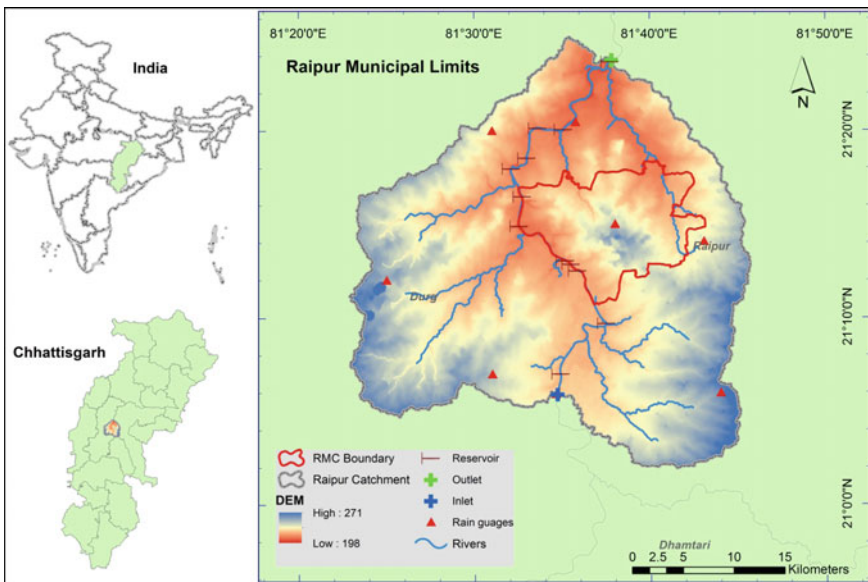 India
Chhattisgarh
81°20'0"E 81°30'0"E 81°40'0"E 81°50'0"E
Raipur Municipal Limits
N
21°20'0"N
21°10'0"N
21°0'0"N
Raipur
Durg
Dhamtari
RMC Boundary
Raipur Catchment
DEM
High : 271
Low : 198
Reservoir
Outlet
Inlet
Rain guages
Rivers
0 2.5 5 10 15
Kilometers